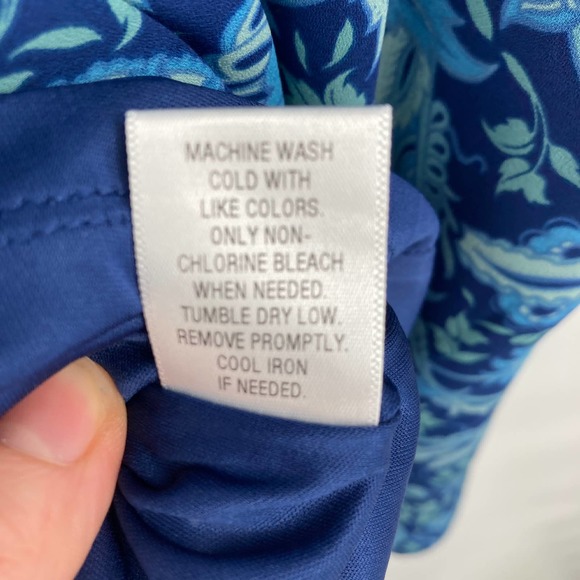 MACHINE WASH
COLD WITH
LIKE COLORS.
ONLY NON-
CHLORINE BLEACH
WHEN NEEDED.
TUMBLE DRY LOW.
REMOVE PROMPTLY.
COOL IRON
IF NEEDED.